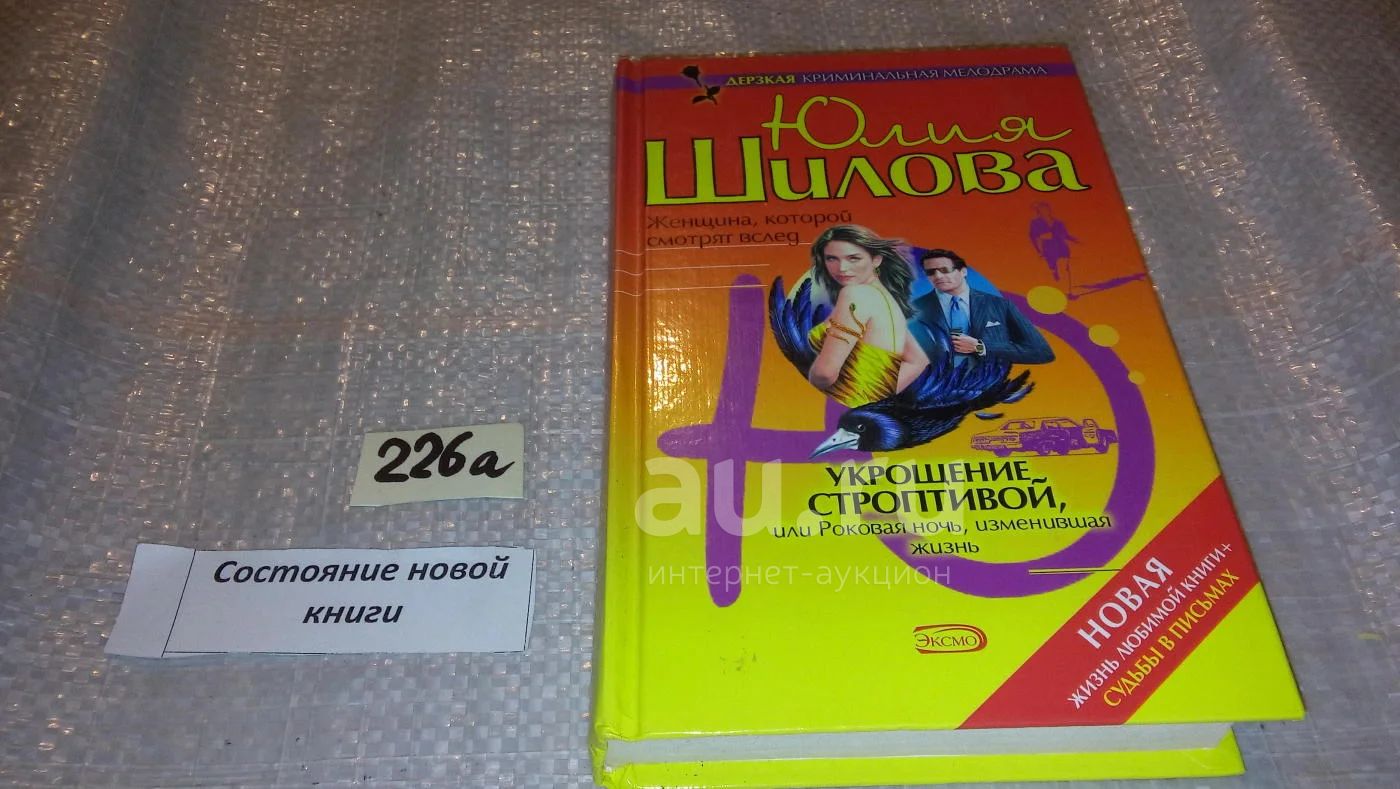 ДЕРЗКАЯ КРИМИНАЛЬНАЯ МЕЛОДРАМА
Юлия
Шилова
Женщина, которой
смотрят вслед
УКРОЩЕНИЕ
СТРОПТИВОЙ,
или Роковая ночь, изменившая
жизнь
ЭКСМО
НОВАЯ
ЖИЗНЬ ЛЮБИМОЙ КНИГИ+
СУДЬБЫ В ПИСЬМАХ
226а
Состояние новой
книги
au.ru
интернет-аукцион